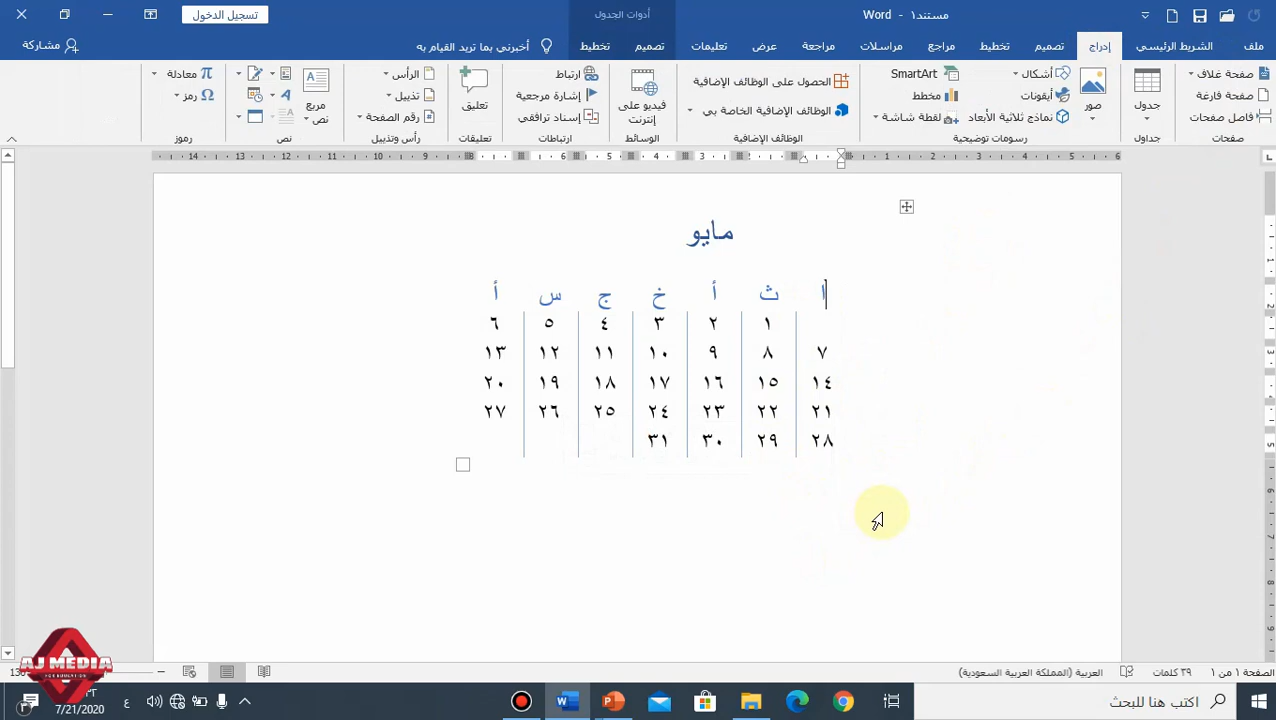 مستند١ - Word
أدوات الجدول
تسجيل الدخول
ملف
الشريط الرئيسي
إدراج
تصميم
تخطيط
مراجع
مراسلات
مراجعة
عرض
تعليمات
تصميم
تخطيط
أخبرني بما تريد القيام به
مشاركة
صفحة غلاف
صفحة فارغة
فاصل صفحات
صفحات
جدول
جداول
صور
أشكال
أيقونات
نماذج ثلاثية الأبعاد
SmartArt
مخطط
لقطة شاشة
رسومات توضيحية
الحصول على الوظائف الإضافية
الوظائف الإضافية الخاصة بي
الوظائف الإضافية
فيديو على إنترنت
الوسائط
ارتباط
إشارة مرجعية
إسناد ترافقي
ارتباطات
تعليق
تعليقات
الرأس
تذييل
رقم الصفحة
رأس وتذييل
مربع نص
نص
معادلة
رمز
رموز
مايو
ا ث أ خ ج س أ
١ ٢ ٣ ٤ ٥ ٦
٧ ٨ ٩ ١٠ ١١ ١٢ ١٣
١٤ ١٥ ١٦ ١٧ ١٨ ١٩ ٢٠
٢١ ٢٢ ٢٣ ٢٤ ٢٥ ٢٦ ٢٧
٢٨ ٢٩ ٣٠ ٣١
الصفحة ١ من ١
٣٩ كلمات
العربية (المملكة العربية السعودية)
AJ MEDIA
اكتب هنا للبحث
ع
7/21/2020